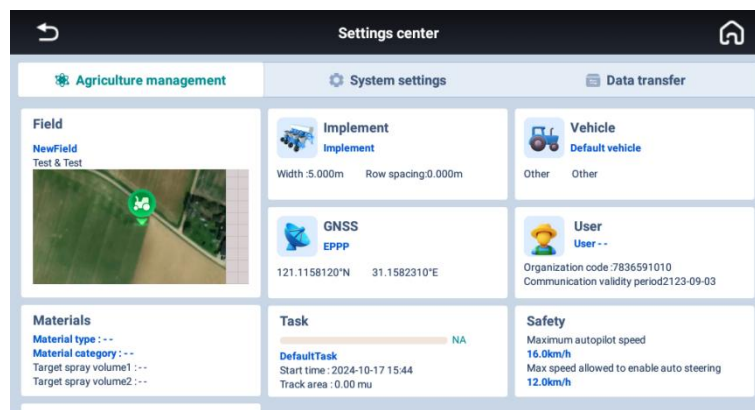 Settings center
Agriculture management
System settings
Data transfer
Field
NewField
Test & Test
Implement
Implement
Width :5.000m Row spacing:0.000m
Vehicle
Default vehicle
Other Other
GNSS
EPPP
121.1158120°N 31.1582310°E
User
User - -
Organization code :7836591010
Communication validity period2123-09-03
Materials
Material type : - -
Material category : - -
Target spray volume1 : - -
Target spray volume2 : - -
Task
NA
DefaultTask
Start time : 2024-10-17 15:44
Track area : 0.00 mu
Safety
Maximum autopilot speed
16.0km/h
Max speed allowed to enable auto steering
12.0km/h